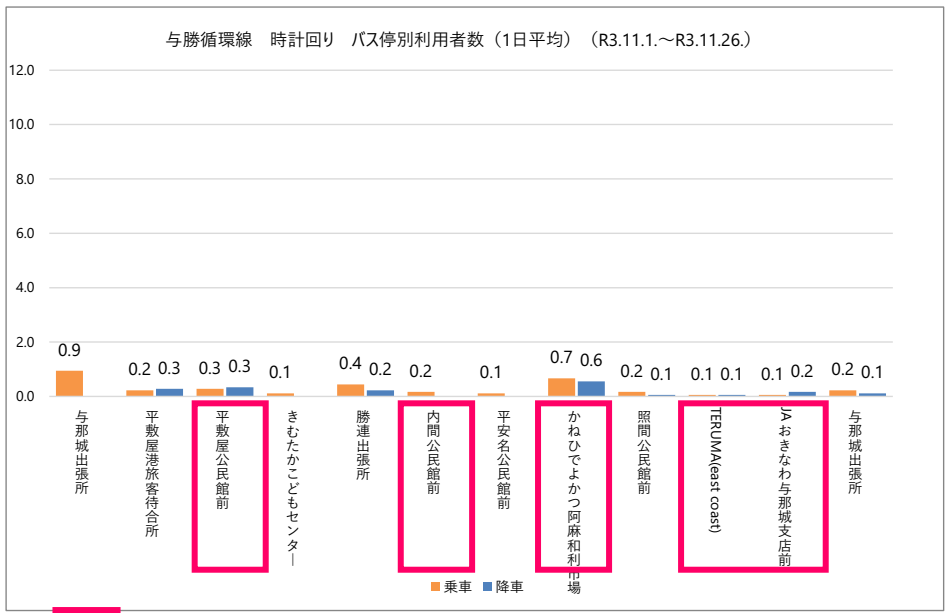 与勝循環線　時計回り　バス停別利用者数（1日平均）（R3.11.1.～R3.11.26.）
12.0
10.0
8.0
6.0
4.0
2.0
0.0
0.9
0.2 0.3
0.3 0.3
0.1
0.4 0.2
0.2
0.1
0.7 0.6
0.2 0.1
0.1 0.1
0.1 0.2
0.2 0.1
与那城出張所
平敷屋港旅客待合所
平敷屋公民館前
きむたかこどもセンター
勝連出張所
内間公民館前
平安名公民館前
かねひでよかつ阿麻和利市場
照間公民館前
TERUMA(east coast)
JAおきなわ与那城支店前
与那城出張所
乗車 降車